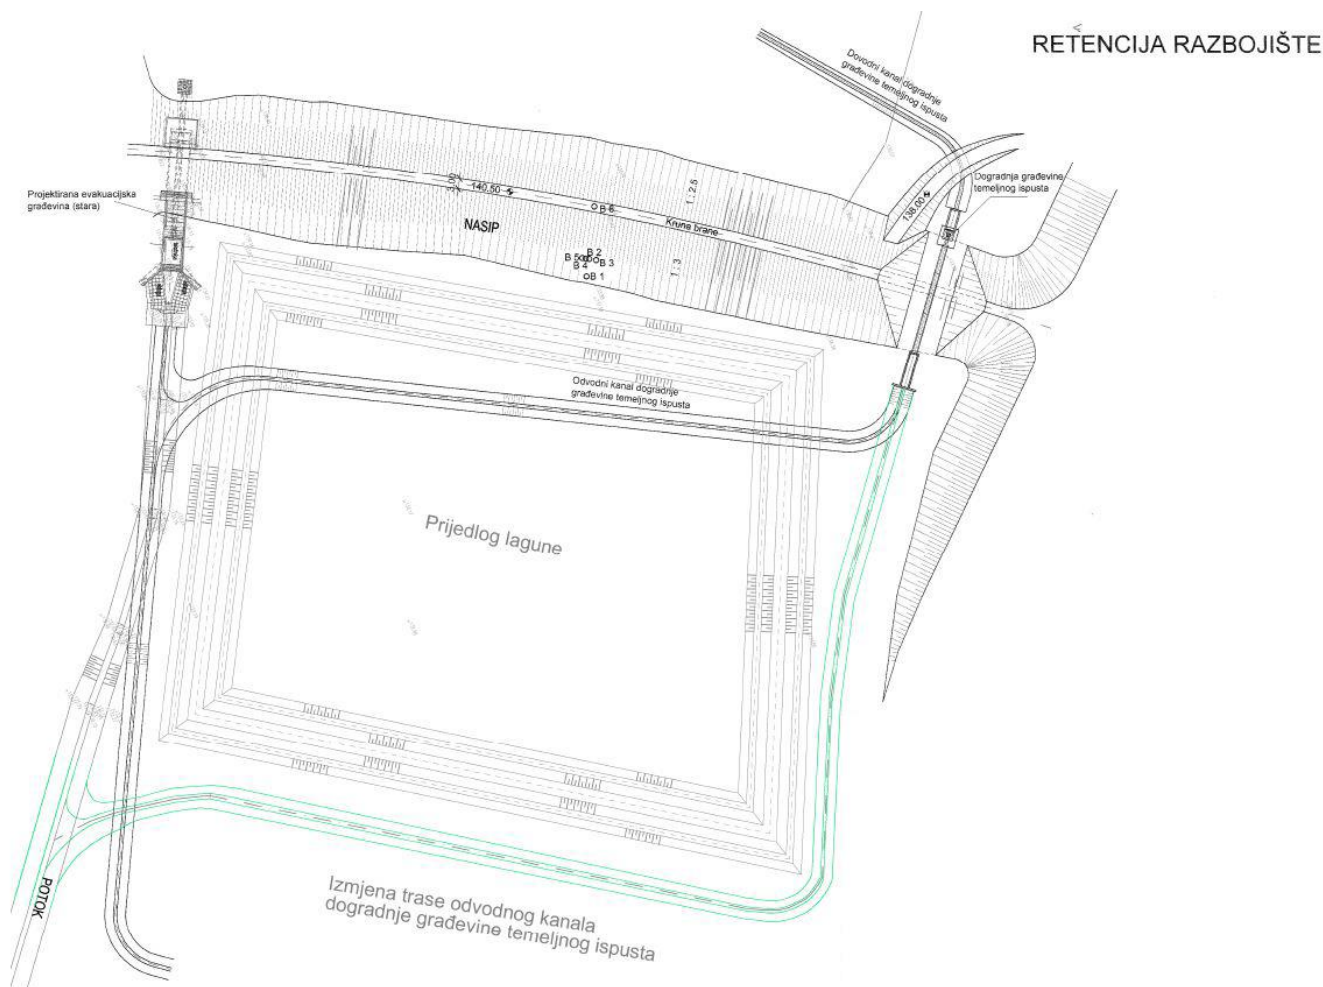 RETENCIJA RAZBOJIŠTE
Dovodni kanal dogradnje
građevine temeljnog ispusta
Dogradnja građevine
temeljnog ispusta
138.00
Projektirana evakuacijska
građevina (stara)
3.00
140.50
1:2.5
B 6
Kruna brane
NASIP
B 2
B 5
B 3
B 4
B 1
1:3
Odvodni kanal dogradnje
građevine temeljnog ispusta
Prijedlog lagune
POTOK
Izmjena trase odvodnog kanala
dogradnje građevine temeljnog ispusta